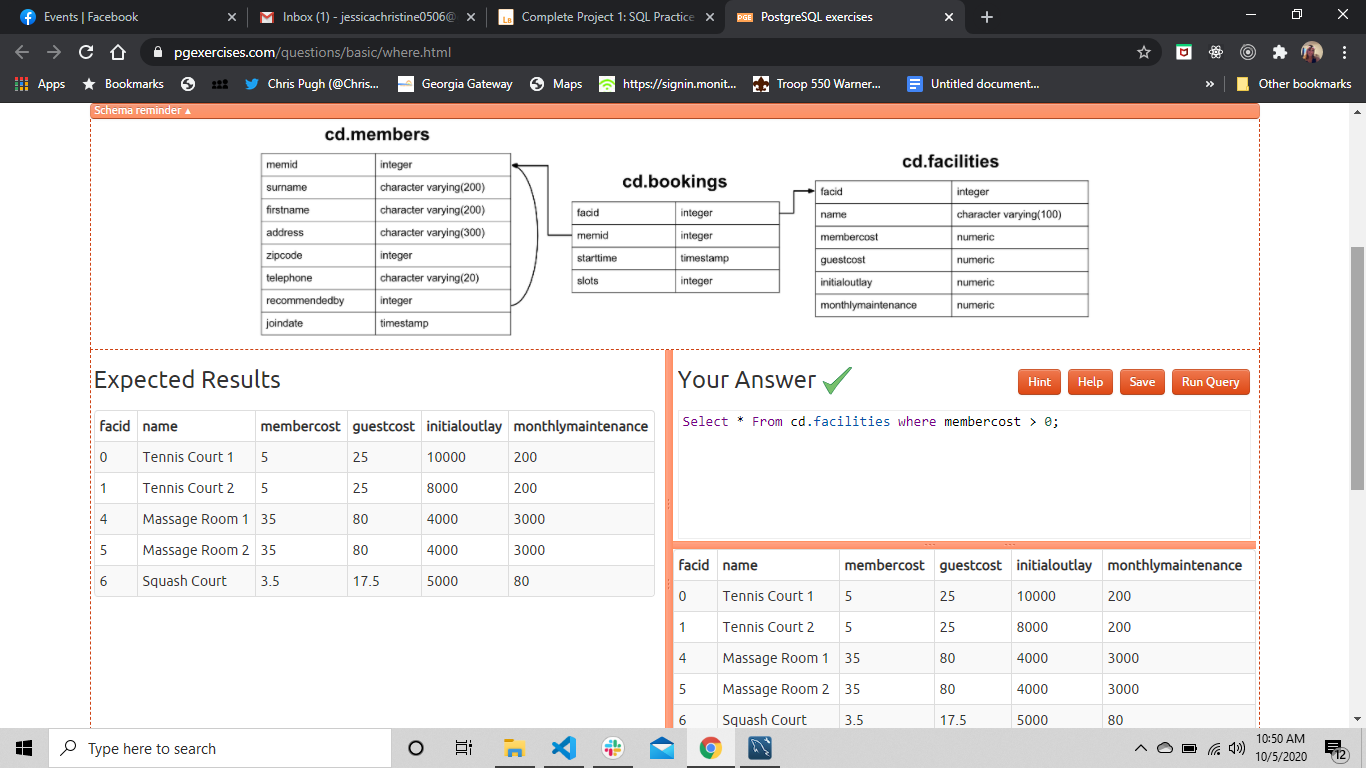 Events | Facebook
Inbox (1) - jessicachristine0506@
Complete Project 1: SQL Practice
PGE PostgreSQL exercises
pgexercises.com/questions/basic/where.html
Apps Bookmarks Chris Pugh (@Chris... Georgia Gateway Maps https://signin.monit... Troop 550 Warner... Untitled document... » Other bookmarks
Schema reminder ▲
cd.members
memid integer
surname character varying(200)
firstname character varying(200)
address character varying(300)
zipcode integer
telephone character varying(20)
recommendedby integer
joindate timestamp
cd.bookings
facid integer
memid integer
starttime timestamp
slots integer
cd.facilities
facid integer
name character varying(100)
membercost numeric
guestcost numeric
initialoutlay numeric
monthlymaintenance numeric
Expected Results
facid name membercost guestcost initialoutlay monthlymaintenance
0 Tennis Court 1 5 25 10000 200
1 Tennis Court 2 5 25 8000 200
4 Massage Room 1 35 80 4000 3000
5 Massage Room 2 35 80 4000 3000
6 Squash Court 3.5 17.5 5000 80
Your Answer
Hint Help Save Run Query
Select * From cd.facilities where membercost > 0;
facid name membercost guestcost initialoutlay monthlymaintenance
0 Tennis Court 1 5 25 10000 200
1 Tennis Court 2 5 25 8000 200
4 Massage Room 1 35 80 4000 3000
5 Massage Room 2 35 80 4000 3000
6 Squash Court 3.5 17.5 5000 80
Type here to search
10:50 AM
10/5/2020
12